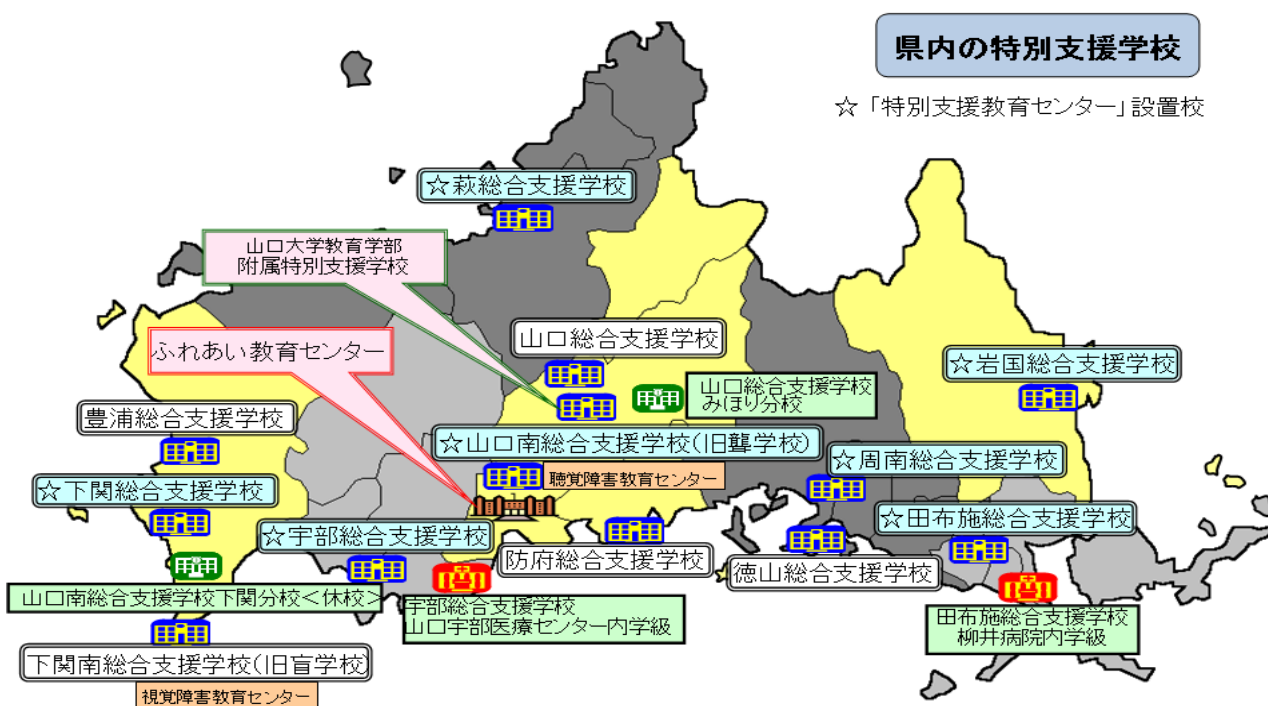 県内の特別支援学校
☆「特別支援教育センター」設置校
☆萩総合支援学校
山口大学教育学部
附属特別支援学校
山口総合支援学校
ふれあい教育センター
☆岩国総合支援学校
山口総合支援学校
みほり分校
豊浦総合支援学校
☆山口南総合支援学校(旧聾学校)
聴覚障害教育センター
☆周南総合支援学校
☆下関総合支援学校
☆田布施総合支援学校
☆宇部総合支援学校
防府総合支援学校
徳山総合支援学校
山口南総合支援学校下関分校<休校>
宇部総合支援学校
山口宇部医療センター内学級
田布施総合支援学校
柳井病院内学級
下関南総合支援学校(旧盲学校)
視覚障害教育センター